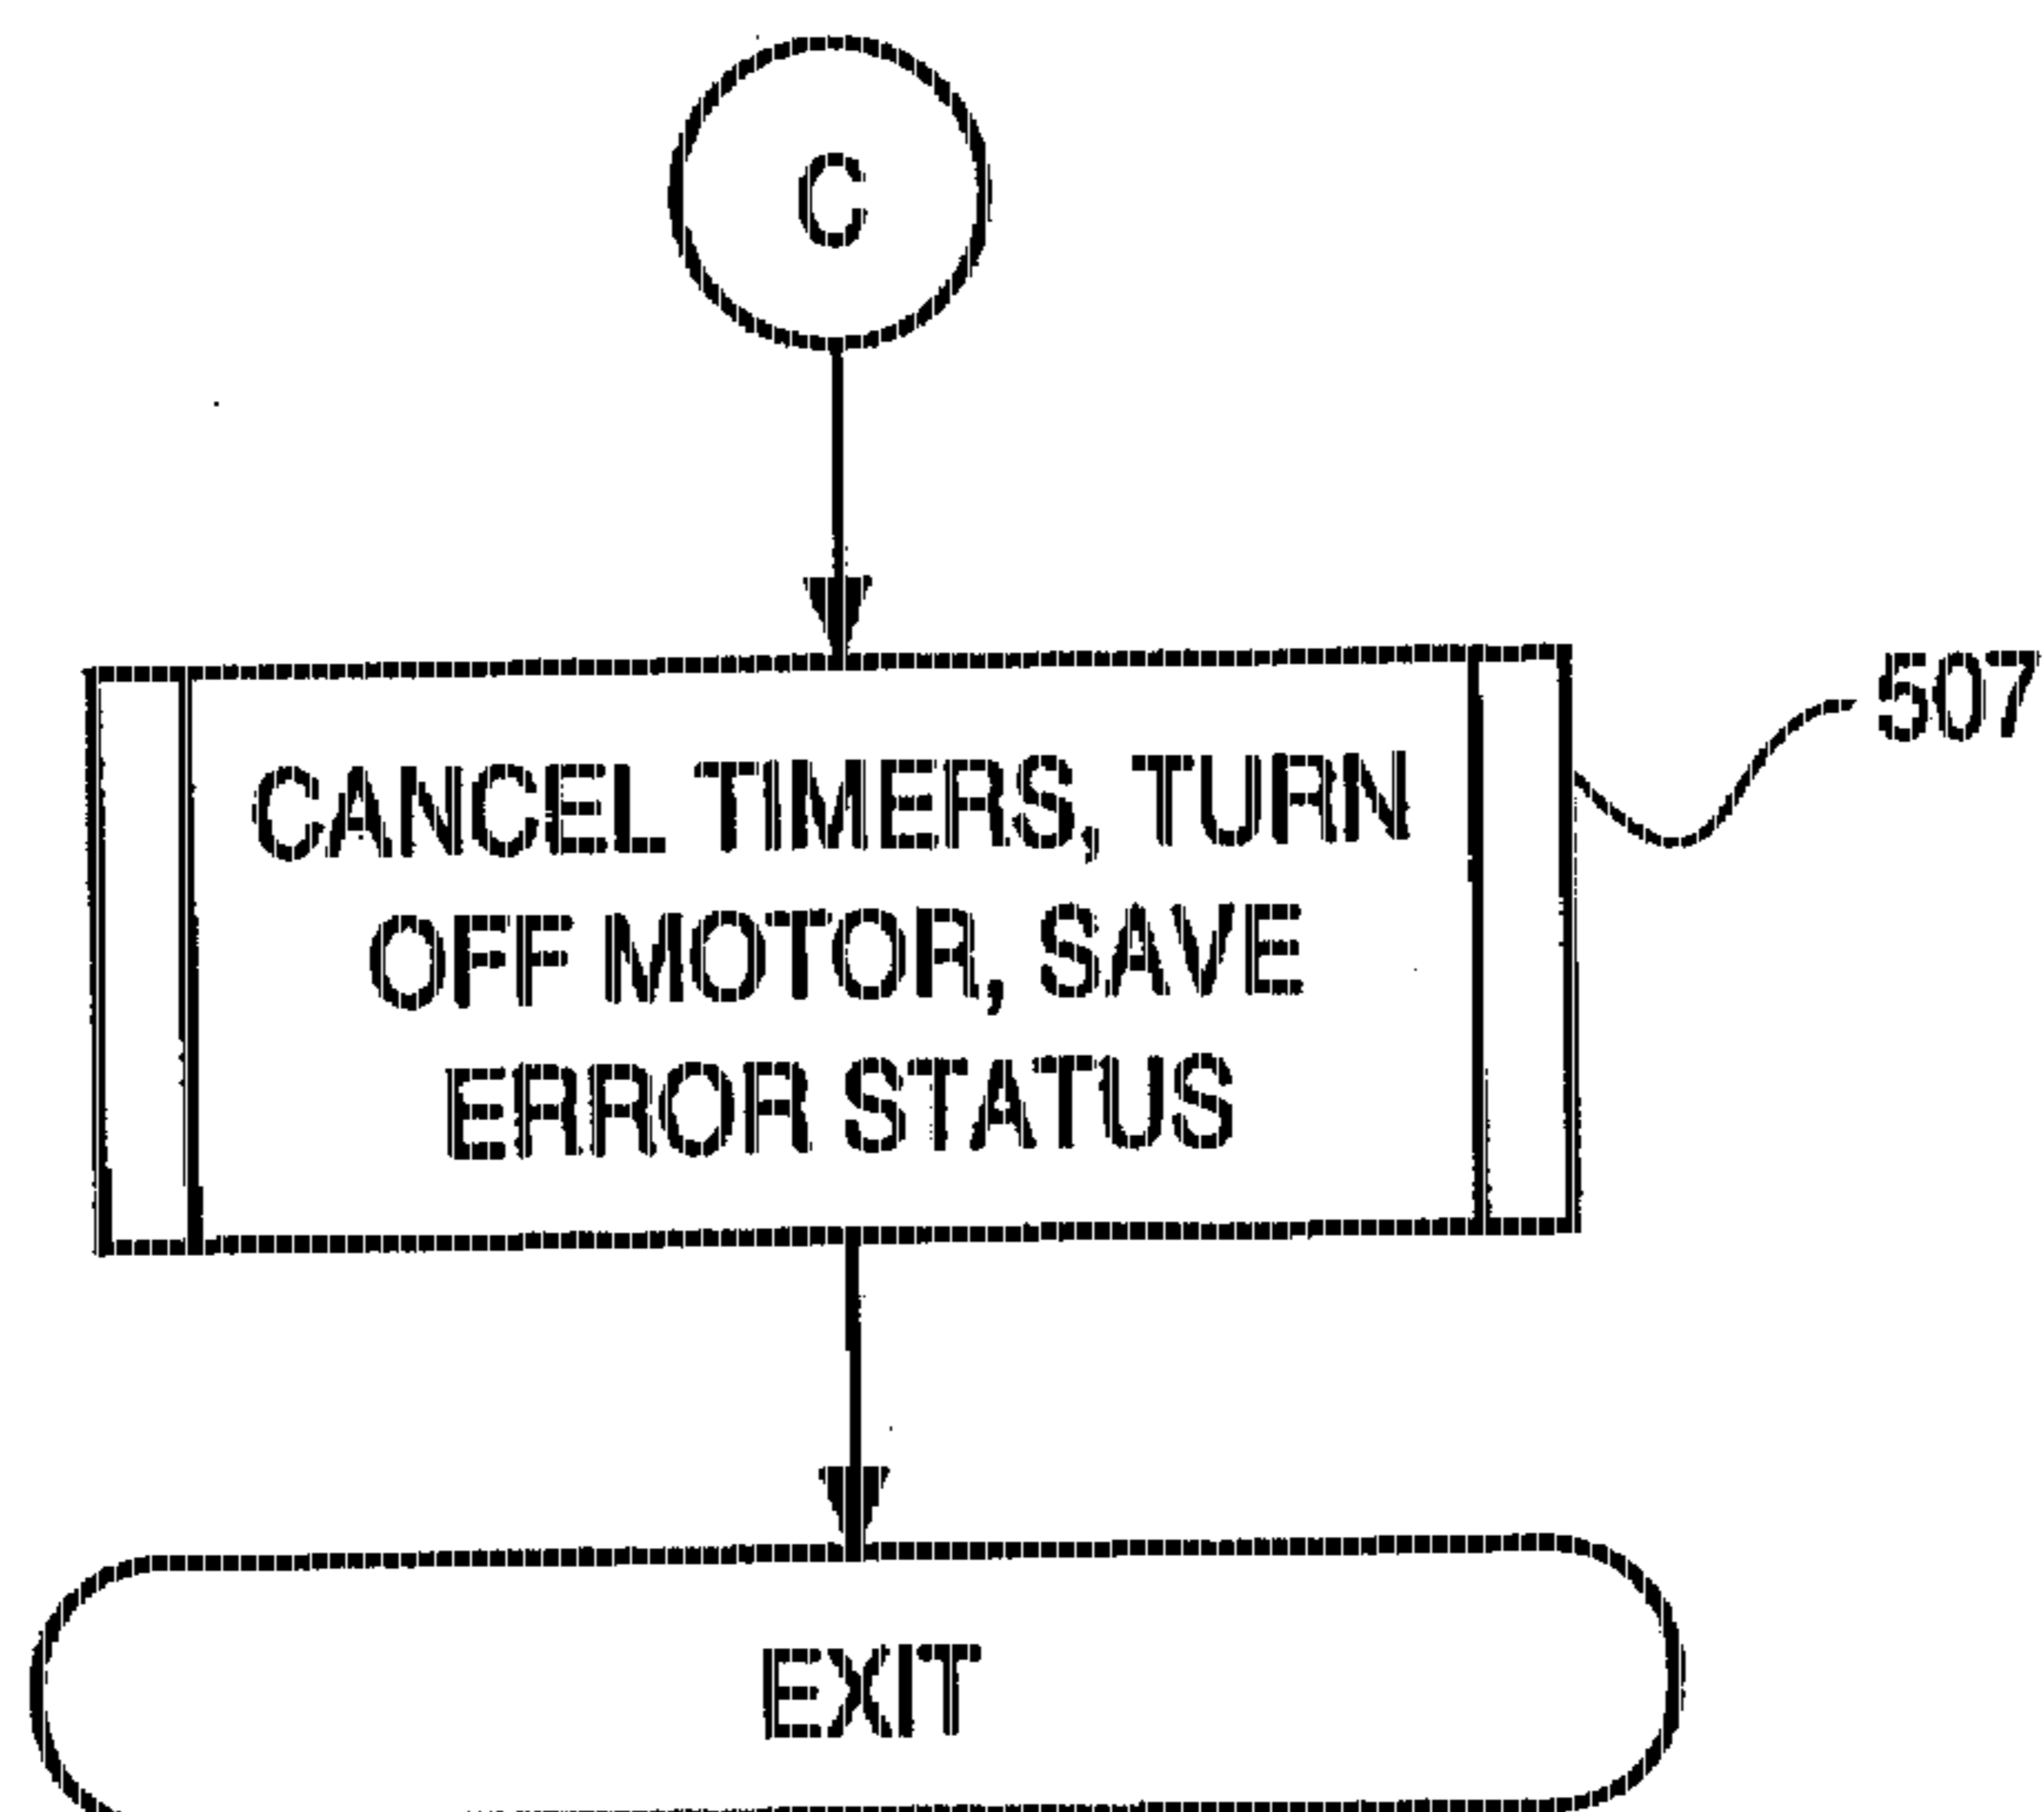 C
507
CANCEL TIMERS, TURN
OFF MOTOR, SAVE
ERROR STATUS
EXIT